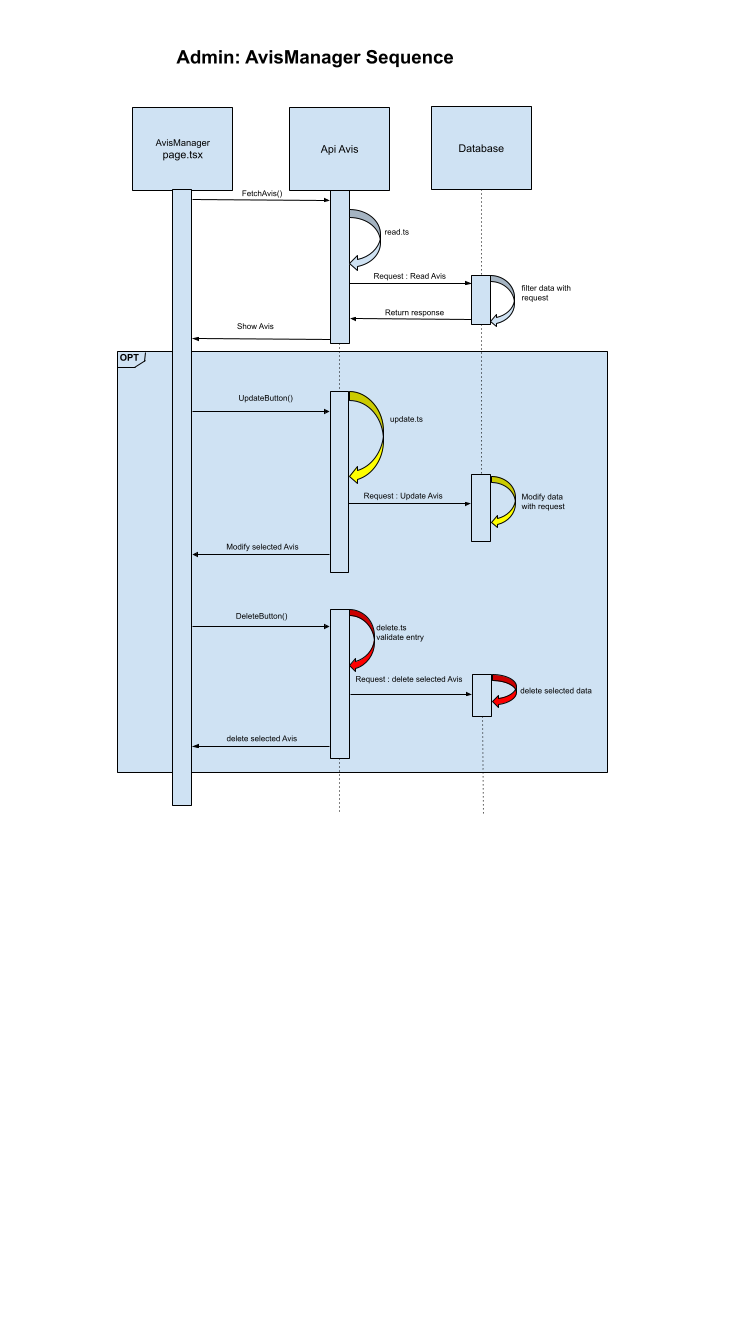 Admin: AvisManager Sequence
AvisManager
page.tsx
Api Avis
Database
FetchAvis()
read.ts
Request : Read Avis
filter data with
request
Return response
Show Avis
OPT
UpdateButton()
update.ts
Request : Update Avis
Modify data
with request
Modify selected Avis
DeleteButton()
delete.ts
validate entry
Request : delete selected Avis
delete selected data
delete selected Avis